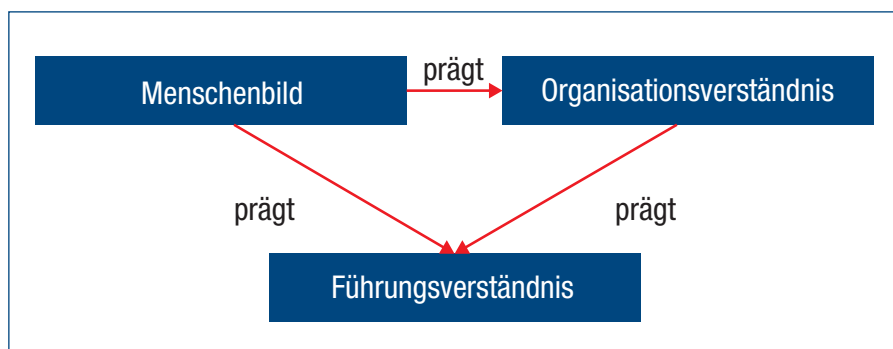 prägt
Menschenbild
Organisationsverständnis
prägt
prägt
Führungsverständnis